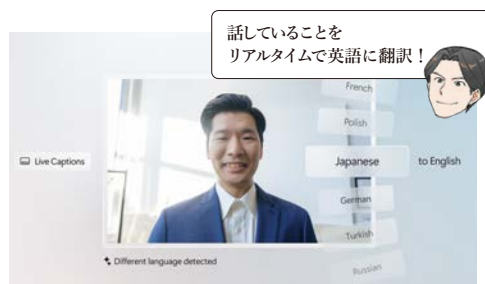 話していることを
リアルタイムで英語に翻訳！
French
Polish
Live Captions
Japanese
to English
German
Turkish
Different language detected
Russian